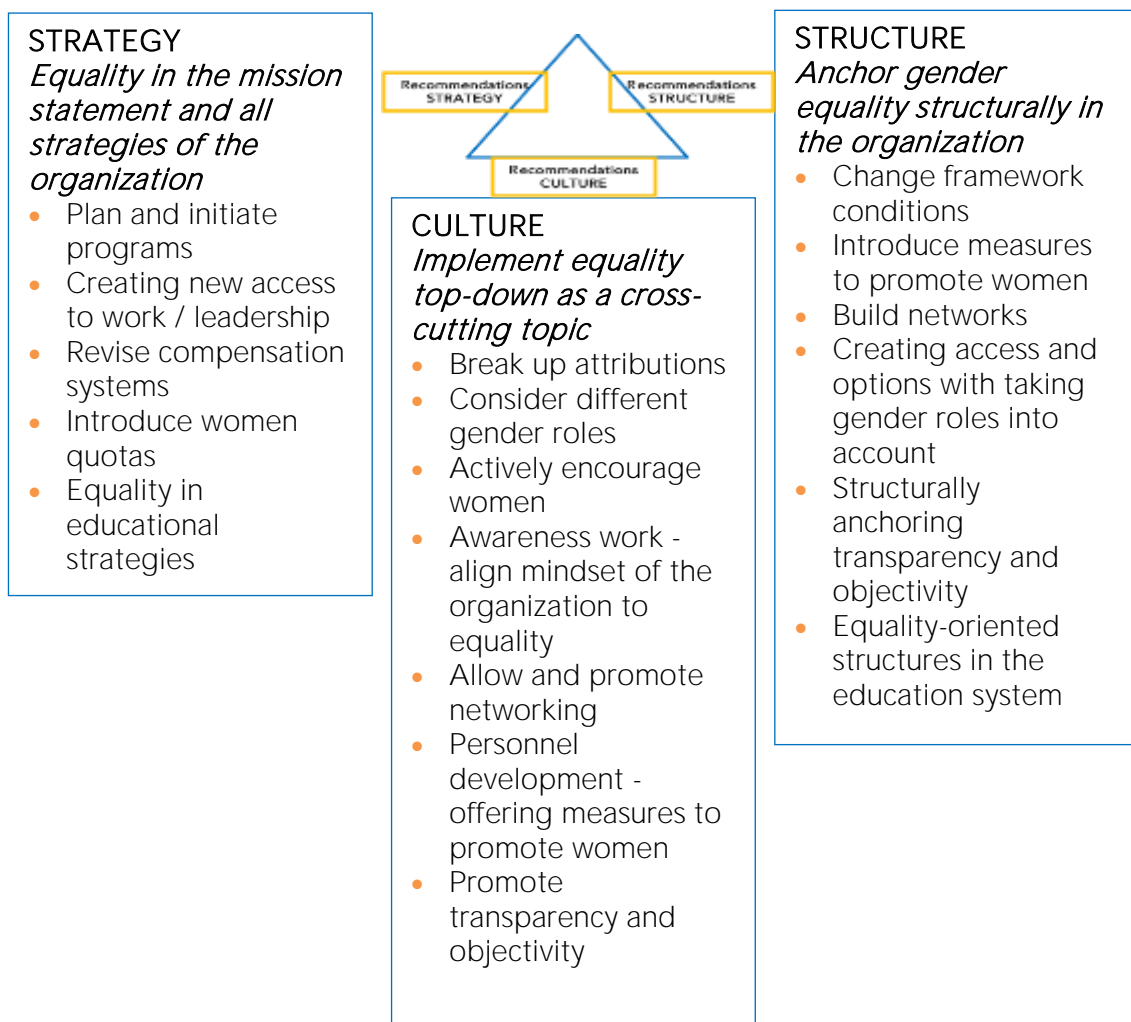 STRATEGY
Equality in the mission
statement and all
strategies of the
organization
• Plan and initiate
programs
• Creating new access
to work / leadership
• Revise compensation
systems
• Introduce women
quotas
• Equality in
educational
strategies
Recommendations
STRATEGY
Recommendations
STRUCTURE
Recommendations
CULTURE
CULTURE
Implement equality
top-down as a cross-
cutting topic
• Break up attributions
• Consider different
gender roles
• Actively encourage
women
• Awareness work -
align mindset of the
organization to
equality
• Allow and promote
networking
• Personnel
development -
offering measures to
promote women
• Promote
transparency and
objectivity
STRUCTURE
Anchor gender
equality structurally in
the organization
• Change framework
conditions
• Introduce measures
to promote women
• Build networks
• Creating access and
options with taking
gender roles into
account
• Structurally
anchoring
transparency and
objectivity
• Equality-oriented
structures in the
education system